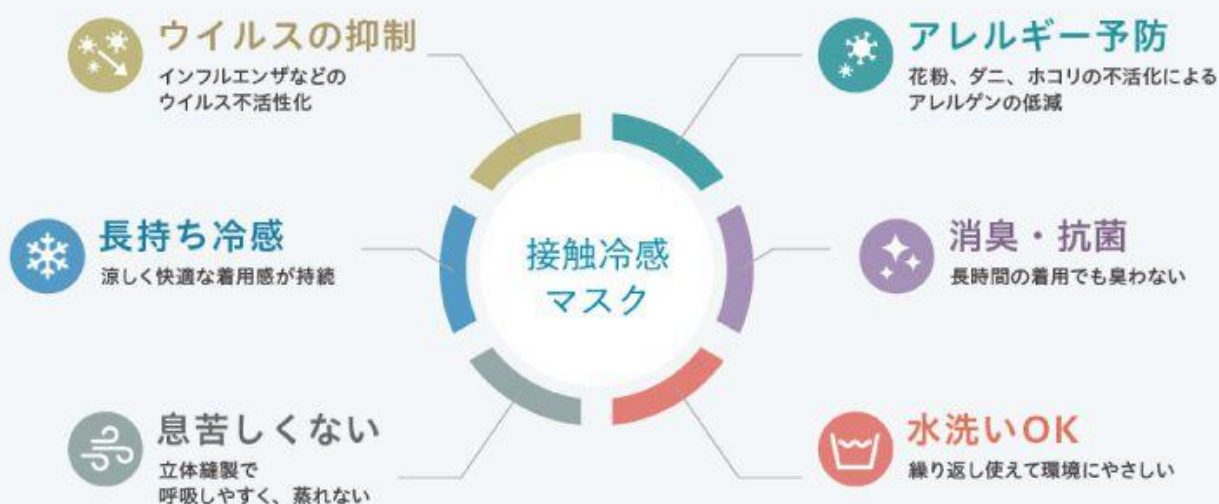 ウイルスの抑制
インフルエンザなどの
ウイルス不活性化
アレルギー予防
花粉、ダニ、ホコリの不活化による
アレルゲンの低減
長持ち冷感
涼しく快適な着用感が持続
接触冷感
マスク
消臭・抗菌
長時間の着用でも臭わない
息苦しくない
立体縫製で
呼吸しやすく、蒸れない
水洗いOK
繰り返し使えて環境にやさしい